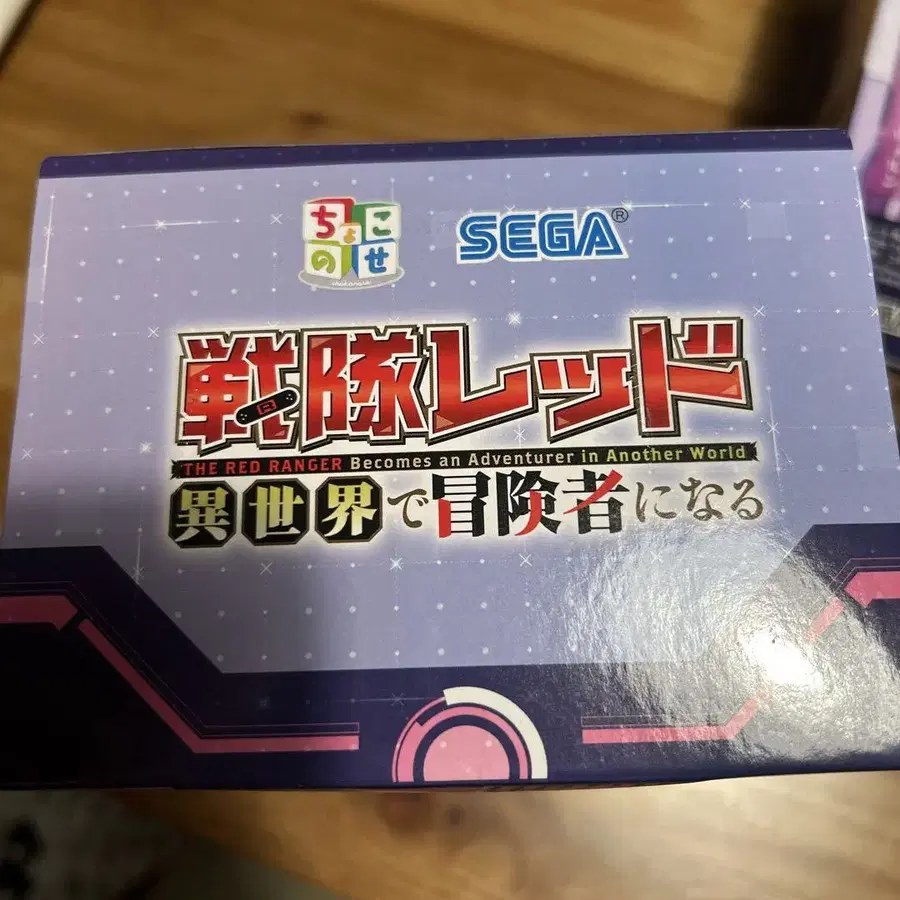 ちょこのせ
SEGA®
戦隊レッド
THE RED RANGER Becomes an Adventurer in Another World
異世界で冒険者になる